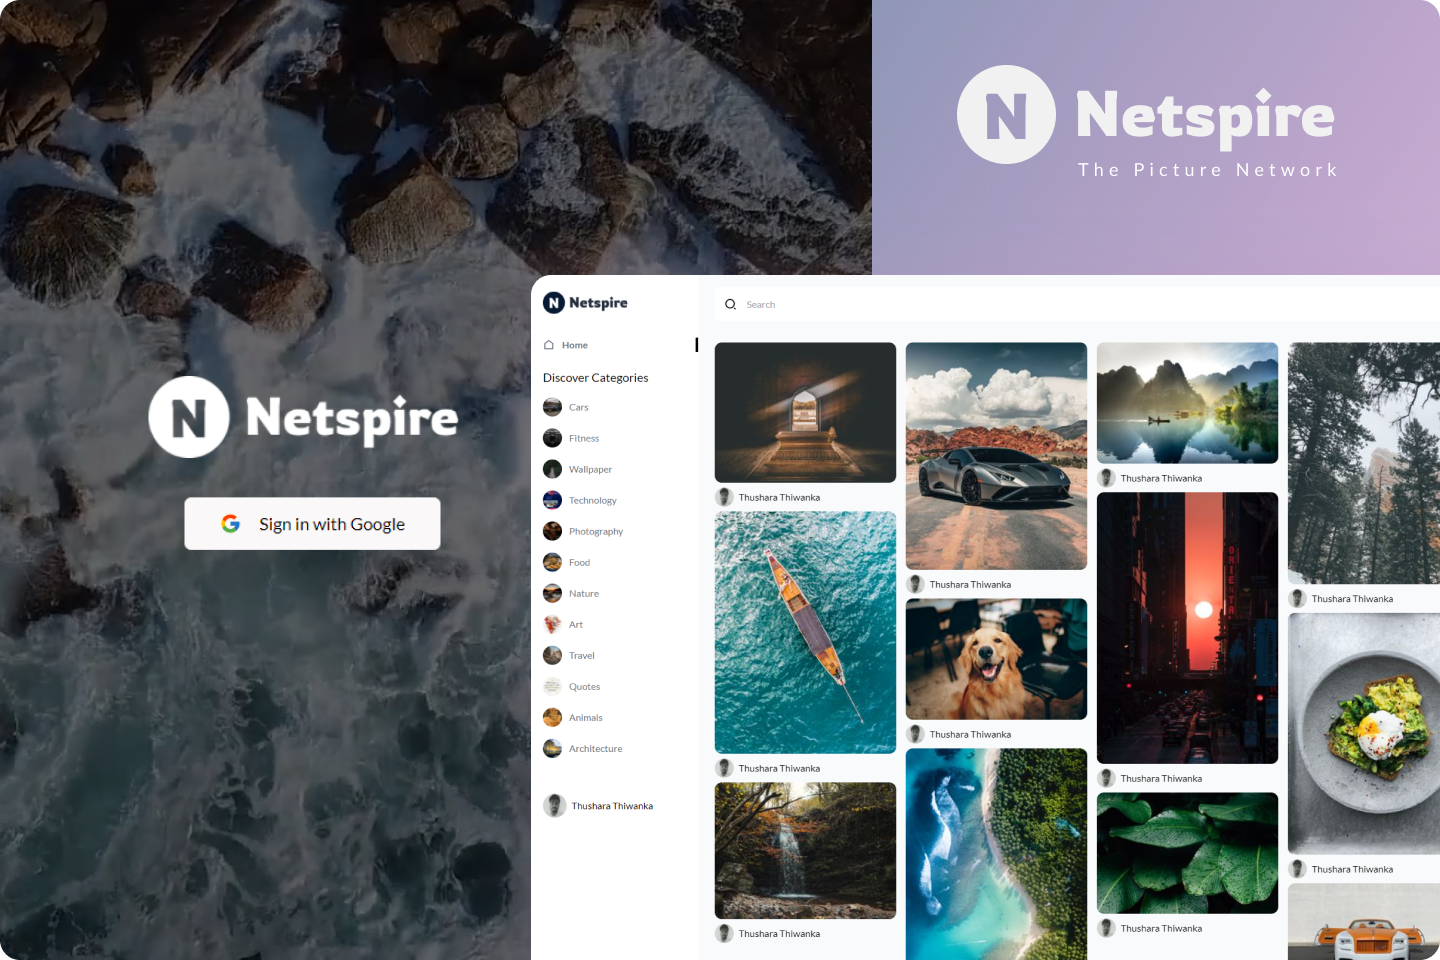 N Netspire
The Picture Network
N Netspire
Sign in with Google
N Netspire
Home
Discover Categories
Cars
Fitness
Wallpaper
Technology
Photography
Food
Nature
Art
Travel
Quotes
Animals
Architecture
Thushara Thiwanka
Search
Thushara Thiwanka
Thushara Thiwanka
Thushara Thiwanka
Thushara Thiwanka
Thushara Thiwanka
Thushara Thiwanka
Thushara Thiwanka
Thushara Thiwanka
Thushara Thiwanka
Thushara Thiwanka